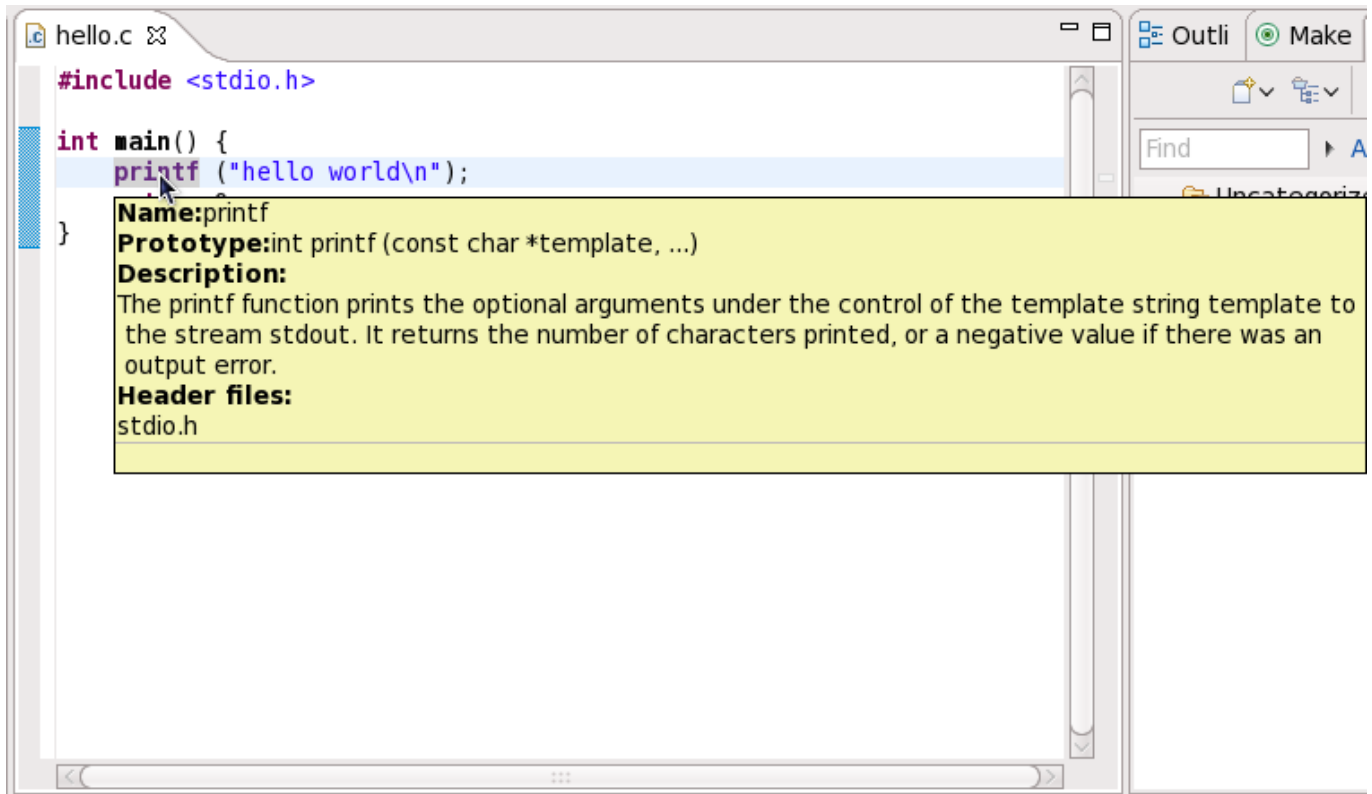 hello.c
Outli
Make
#include <stdio.h>
Find
A
int main() {
printf ("hello world\n");
}
Name:printf
Prototype:int printf (const char *template, ...)
Description:
The printf function prints the optional arguments under the control of the template string template to
the stream stdout. It returns the number of characters printed, or a negative value if there was an
output error.
Header files:
stdio.h